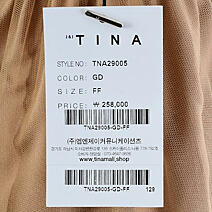 J&I TINA
STYLE NO: TNA29005
COLOR: GD
SIZE: FF
PRICE: ₩ 258,000
TNA29005-GD-FF
(주)엠엔제이커뮤니케이션즈
www.tinamall.shop
TNA29005-GD-FF
129